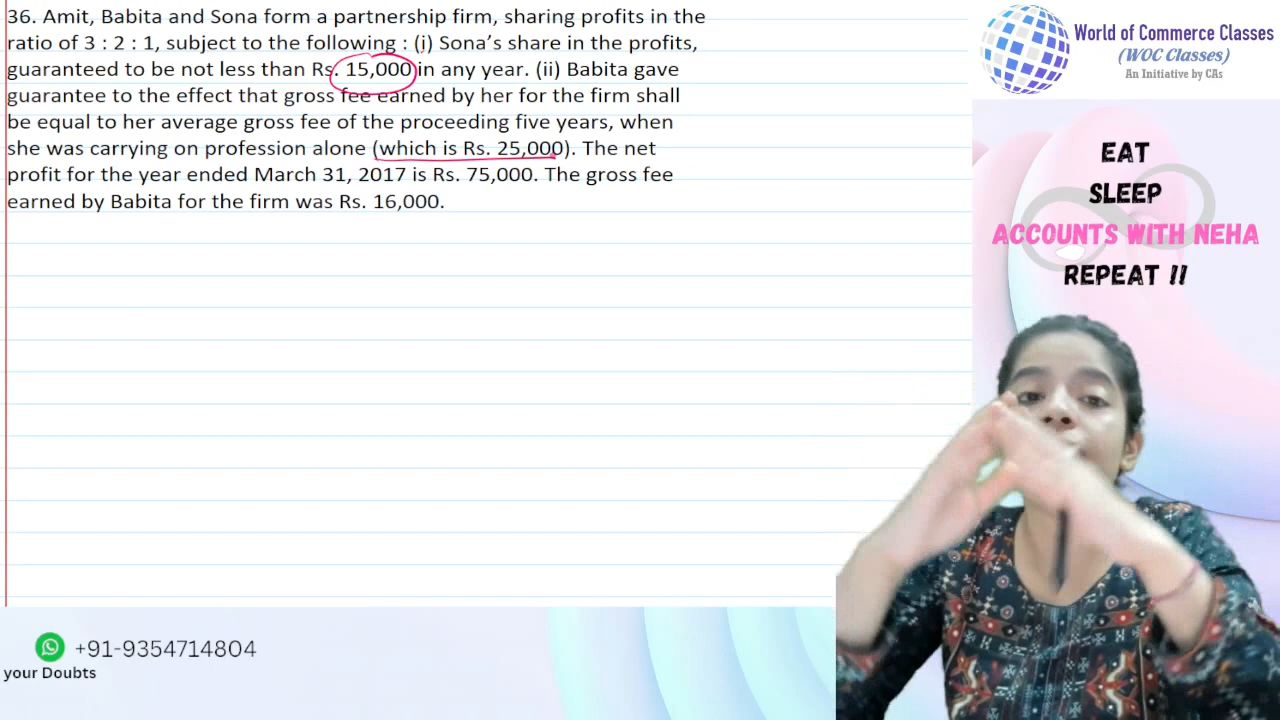 36. Amit, Babita and Sona form a partnership firm, sharing profits in the
ratio of 3 : 2 : 1, subject to the following : (i) Sona's share in the profits,
guaranteed to be not less than Rs. 15,000 in any year. (ii) Babita gave
guarantee to the effect that gross fee earned by her for the firm shall
be equal to her average gross fee of the proceeding five years, when
she was carrying on profession alone (which is Rs. 25,000). The net
profit for the year ended March 31, 2017 is Rs. 75,000. The gross fee
earned by Babita for the firm was Rs. 16,000.
World of Commerce Classes
(WOC Classes)
An Initiative by CAs
EAT
SLEEP
ACCOUNTS WITH NEHA
REPEAT !!
+91-9354714804
your Doubts